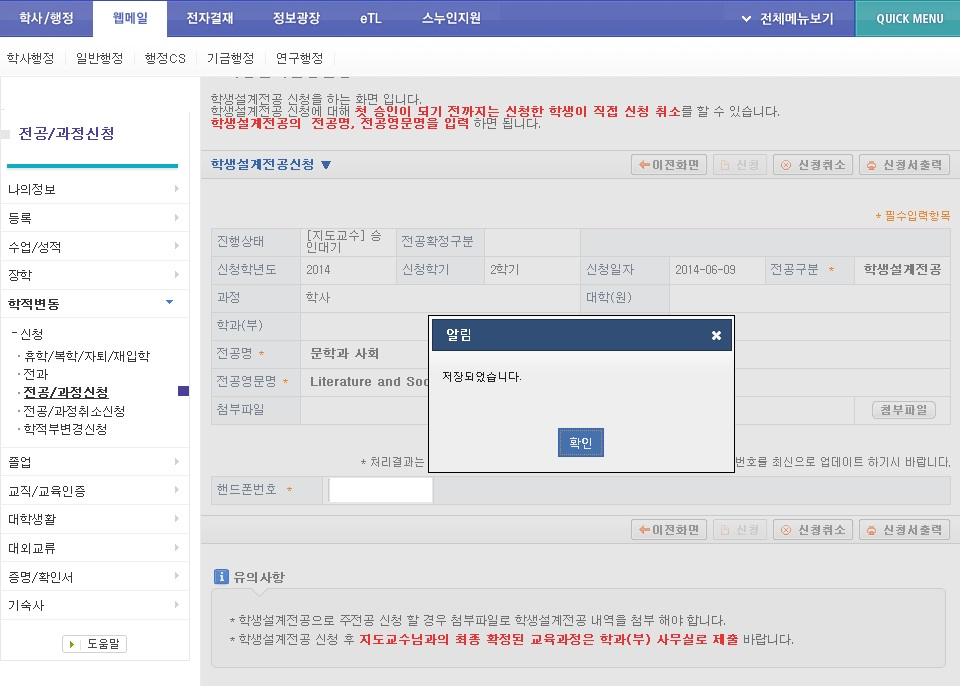 학사/행정 웹메일 전자결재 정보광장 eTL 스누인지원 전체메뉴보기 QUICK MENU
학사행정 일반행정 행정CS 기금행정 연구행정
전공/과정신청
나의정보
등록
수업/성적
장학
학적변동
- 신청
· 휴학/복학/자퇴/재입학
· 전과
· 전공/과정신청
· 전공/과정취소신청
· 학적부변경신청
졸업
교직/교육인증
대학생활
대외교류
증명/확인서
기숙사
도움말
학생설계전공 신청을 하는 화면 입니다.
학생설계전공 신청에 대해 첫 승인이 되기 전까지는 신청한 학생이 직접 신청 취소를 할 수 있습니다.
학생설계전공의 전공명, 전공영문명을 입력 하면 됩니다.
학생설계전공신청 ▼ 이전화면 신청 신청취소 신청서출력
* 필수입력항목
진행상태 [지도교수] 승인대기 전공확정구분
신청학년도 2014 신청학기 2학기 신청일자 2014-06-09 전공구분 * 학생설계전공
과정 학사 대학(원)
학과(부)
전공명 * 문학과 사회
전공영문명 * Literature and Soc
첨부파일 첨부파일
알림
저장되었습니다.
확인
* 처리결과는 번호를 최신으로 업데이트 하기시 바랍니다.
핸드폰번호 *
이전화면 신청 신청취소 신청서출력
유의사항
* 학생설계전공으로 주전공 신청 할 경우 첨부파일로 학생설계전공 내역을 첨부 해야 합니다.
* 학생설계전공 신청 후 지도교수님과의 최종 확정된 교육과정은 학과(부) 사무실로 제출 바랍니다.